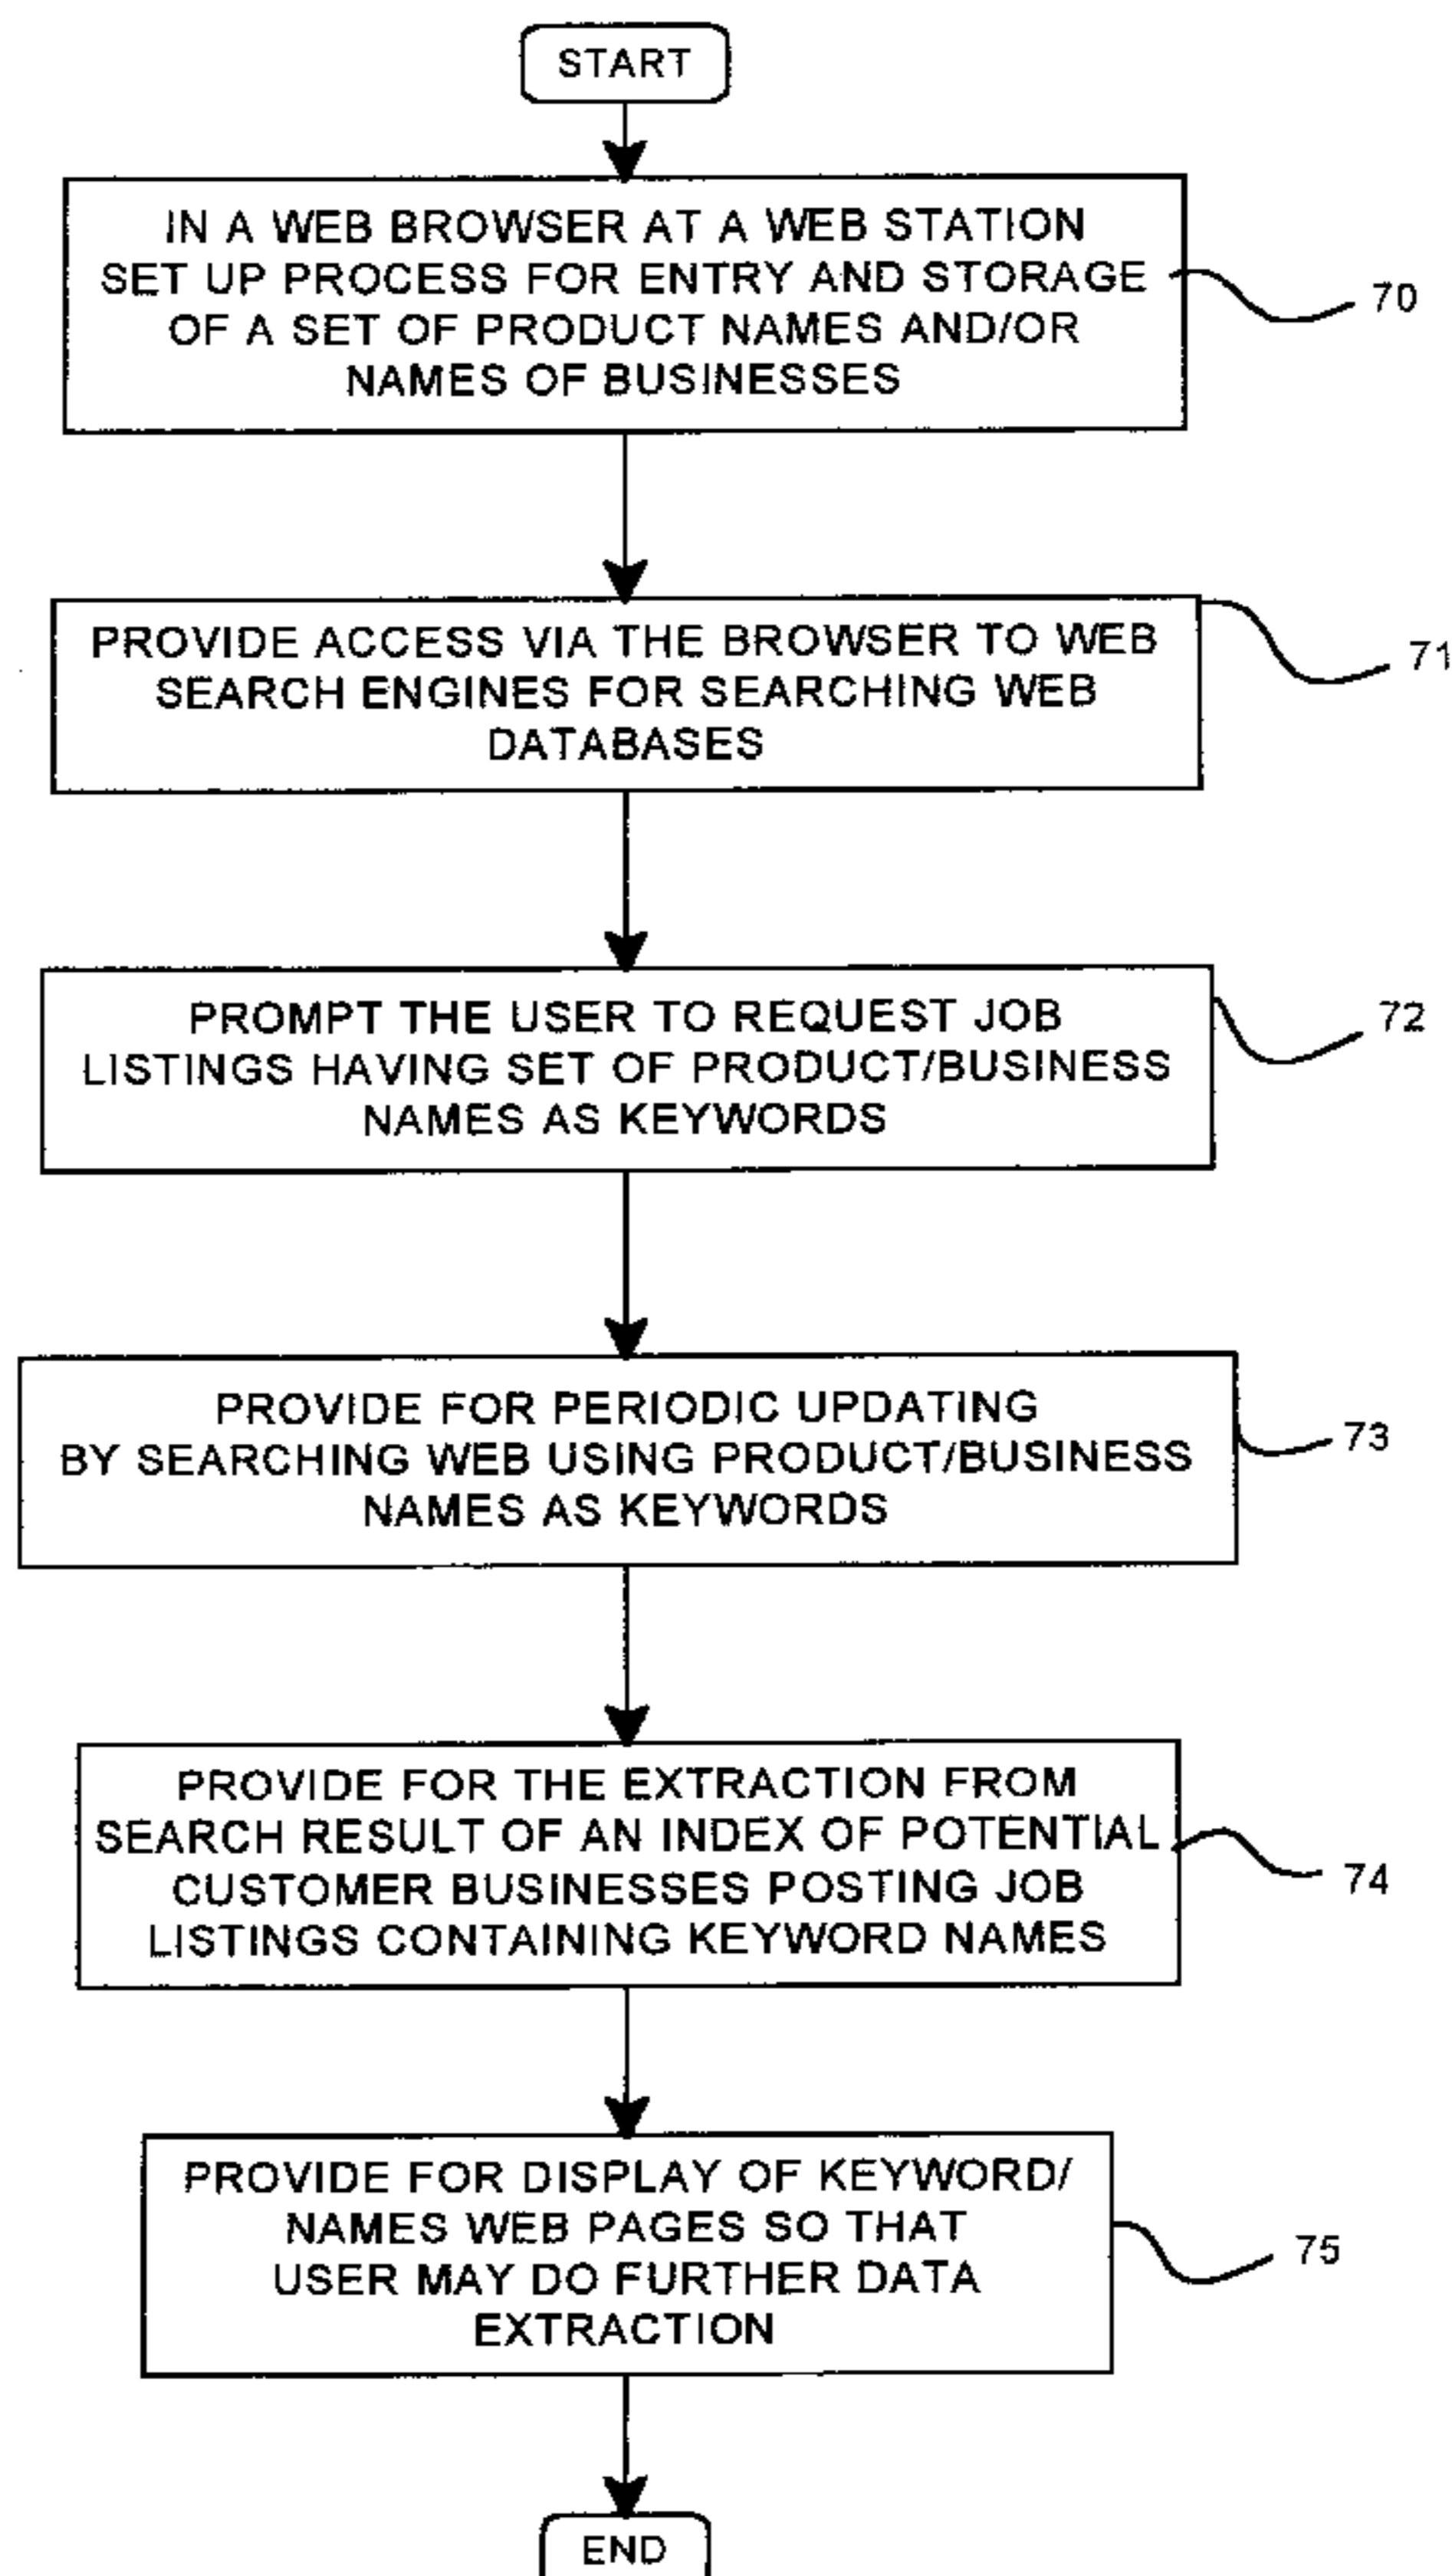 START
IN A WEB BROWSER AT A WEB STATION
SET UP PROCESS FOR ENTRY AND STORAGE
OF A SET OF PRODUCT NAMES AND/OR
NAMES OF BUSINESSES
70
PROVIDE ACCESS VIA THE BROWSER TO WEB
SEARCH ENGINES FOR SEARCHING WEB
DATABASES
71
PROMPT THE USER TO REQUEST JOB
LISTINGS HAVING SET OF PRODUCT/BUSINESS
NAMES AS KEYWORDS
72
PROVIDE FOR PERIODIC UPDATING
BY SEARCHING WEB USING PRODUCT/BUSINESS
NAMES AS KEYWORDS
73
PROVIDE FOR THE EXTRACTION FROM
SEARCH RESULT OF AN INDEX OF POTENTIAL
CUSTOMER BUSINESSES POSTING JOB
LISTINGS CONTAINING KEYWORD NAMES
74
PROVIDE FOR DISPLAY OF KEYWORD/
NAMES WEB PAGES SO THAT
USER MAY DO FURTHER DATA
EXTRACTION
75
END